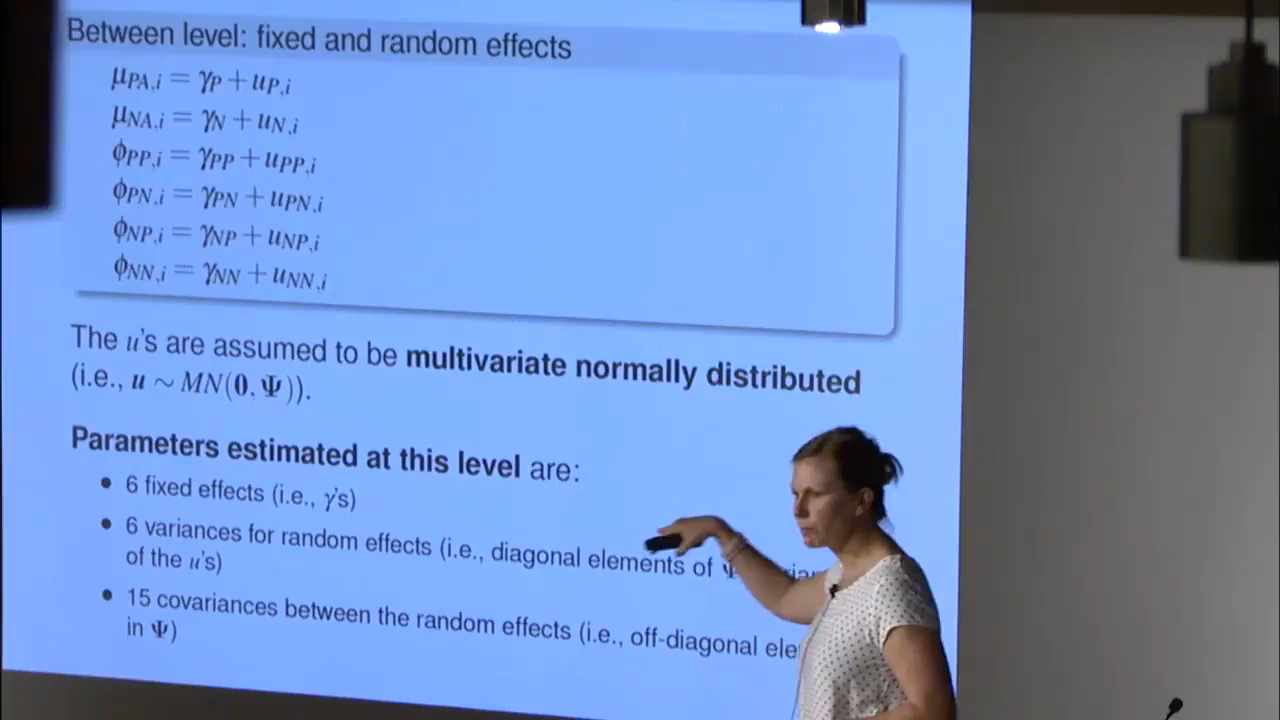 Between level: fixed and random effects
μPA,i = γP + uP,i
μNA,i = γN + uN,i
ϕPP,i = γPP + uPP,i
ϕPN,i = γPN + uPN,i
ϕNP,i = γNP + uNP,i
ϕNN,i = γNN + uNN,i
The u's are assumed to be multivariate normally distributed
(i.e., u ~ MN(0, Ψ)).
Parameters estimated at this level are:
• 6 fixed effects (i.e., γ's)
• 6 variances for random effects (i.e., diagonal elements of Ψ
of the u's)
• 15 covariances between the random effects (i.e., off-diagonal
in Ψ)